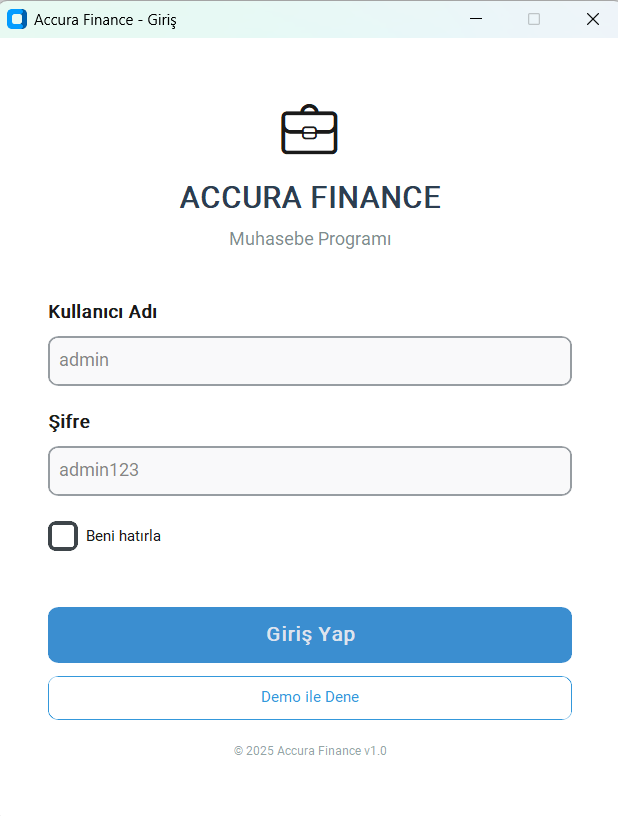 Accura Finance - Giriş
ACCURA FINANCE
Muhasebe Programı
Kullanıcı Adı
admin
Şifre
admin123
Beni hatırla
Giriş Yap
Demo ile Dene
© 2025 Accura Finance v1.0